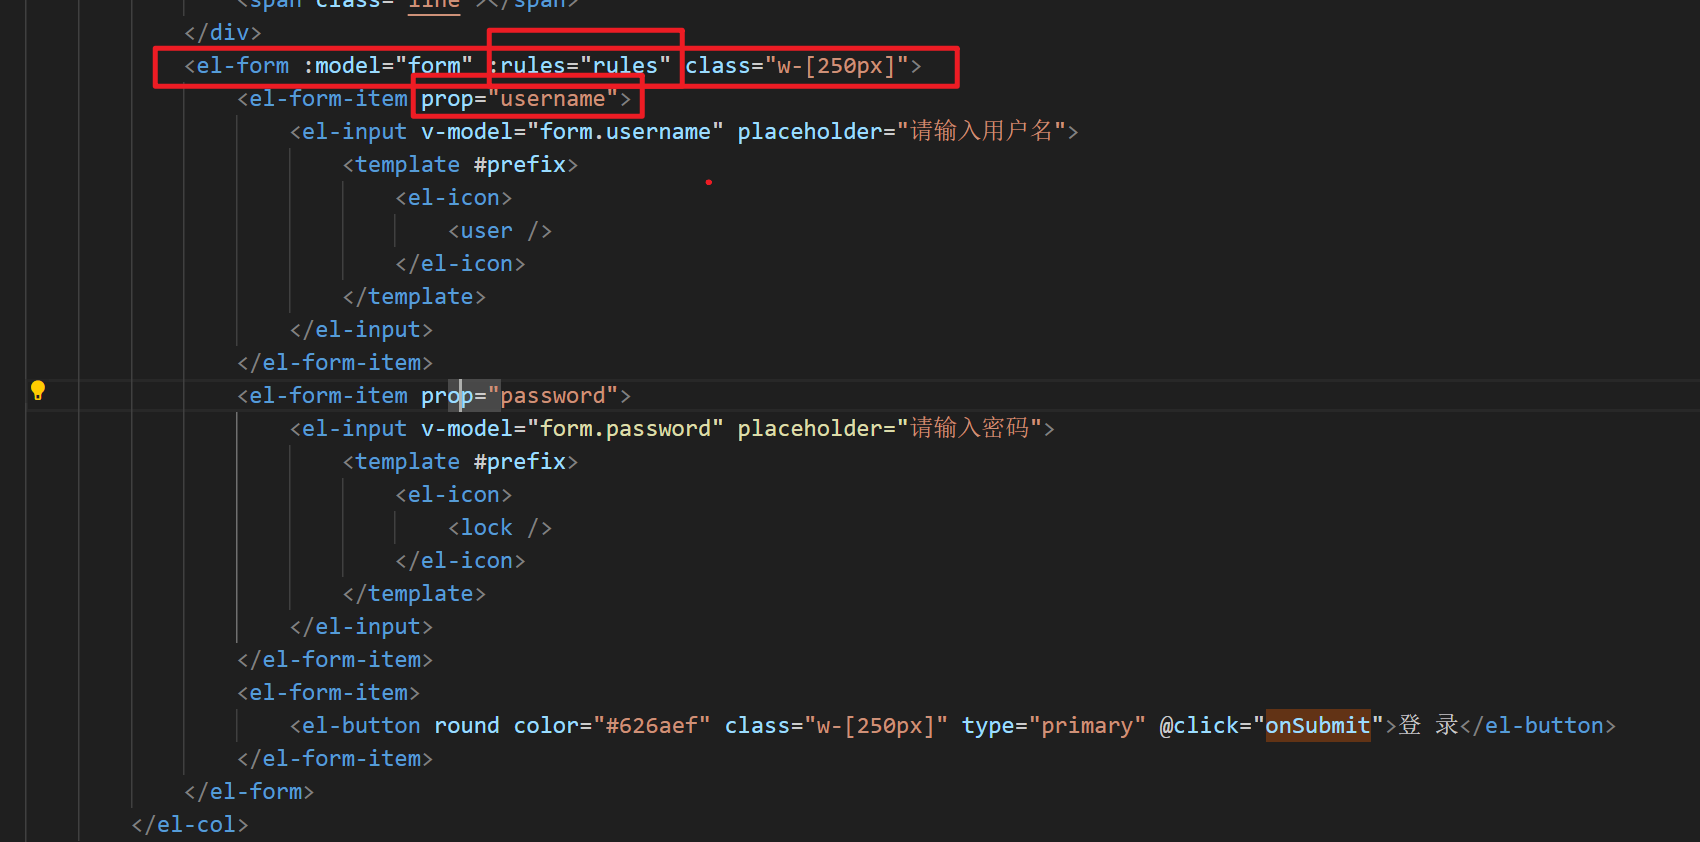 <span class="line"></span>
</div>
<el-form :model="form" :rules="rules" class="w-[250px]">
<el-form-item prop="username">
<el-input v-model="form.username" placeholder="请输入用户名">
<template #prefix>
<el-icon>
<user />
</el-icon>
</template>
</el-input>
</el-form-item>
<el-form-item prop="password">
<el-input v-model="form.password" placeholder="请输入密码">
<template #prefix>
<el-icon>
<lock />
</el-icon>
</template>
</el-input>
</el-form-item>
<el-form-item>
<el-button round color="#626aef" class="w-[250px]" type="primary" @click="onSubmit">登 录</el-button>
</el-form-item>
</el-form>
</el-col>